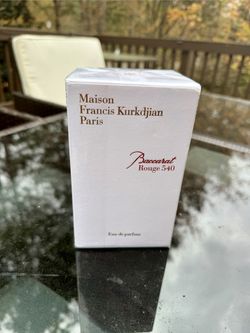 Maison
Francis Kurkdjian
Paris
Baccarat
Rouge 540
Eau de parfum